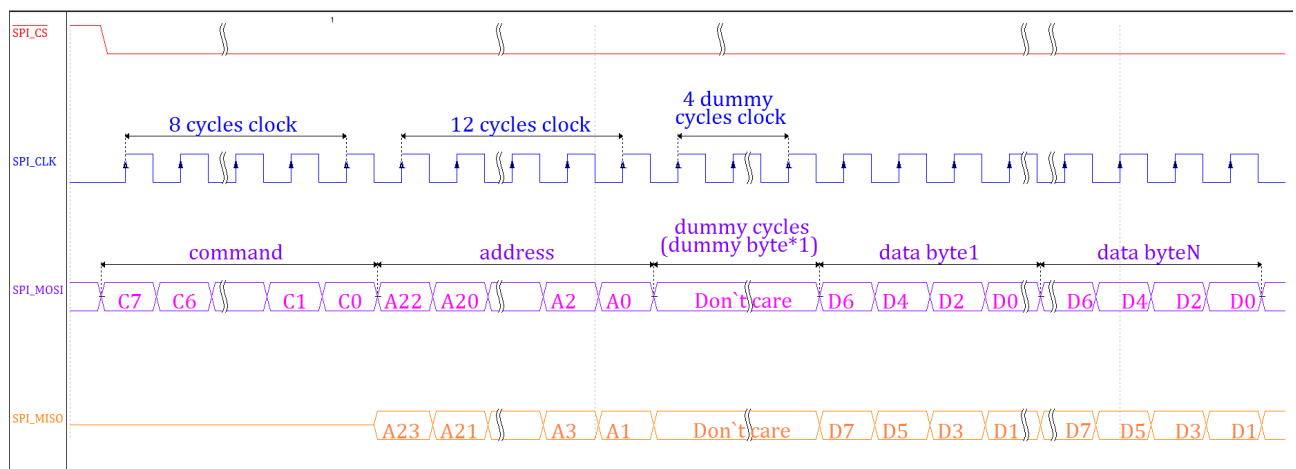 1
SPI_CS
8 cycles clock
12 cycles clock
4 dummy
cycles clock
SPI_CLK
command
address
dummy cycles
(dummy byte*1)
data byte1
data byteN
SPI_MOSI
C7 C6 C1 C0 A22 A20 A2 A0 Don`t care D6 D4 D2 D0 D6 D4 D2 D0
SPI_MISO
A23 A21 A3 A1 Don`t care D7 D5 D3 D1 D7 D5 D3 D1